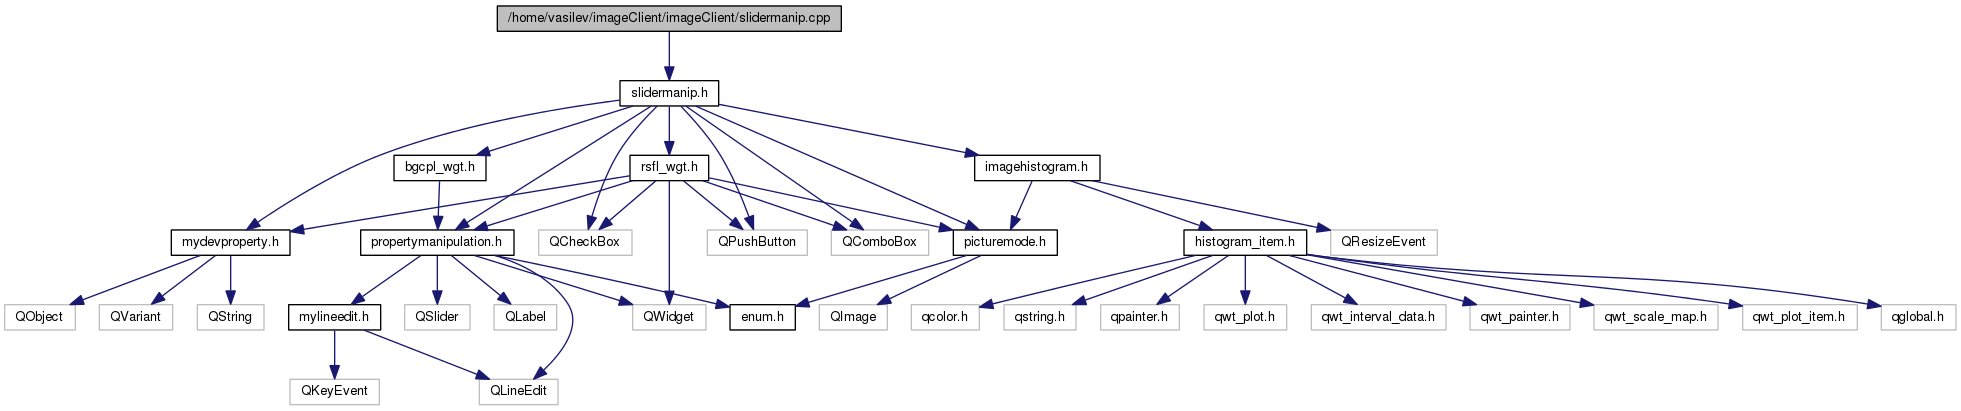 /home/vasilev/imageClient/imageClient/slidermanip.cpp
slidermanip.h
bgcpl_wgt.h
rsfl_wgt.h
imagehistogram.h
mydevproperty.h
propertymanipulation.h
QCheckBox
QPushButton
QComboBox
picturemode.h
histogram_item.h
QResizeEvent
QObject
QVariant
QString
mylineedit.h
QSlider
QLabel
QWidget
enum.h
QImage
qcolor.h
qstring.h
qpainter.h
qwt_plot.h
qwt_interval_data.h
qwt_painter.h
qwt_scale_map.h
qwt_plot_item.h
qglobal.h
QKeyEvent
QLineEdit